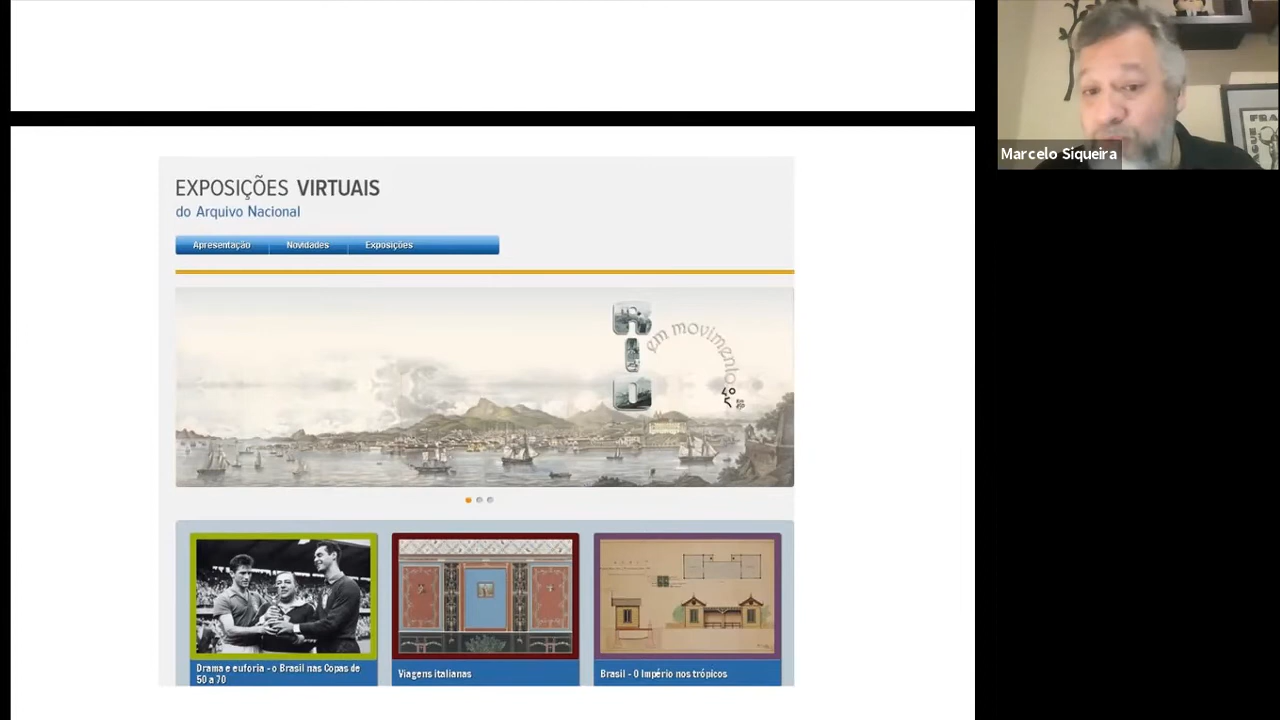 EXPOSIÇÕES VIRTUAIS
do Arquivo Nacional
Apresentação Novidades Exposições
em movimento
Drama e euforia - o Brasil nas Copas de
50 a 70
Viagens italianas
Brasil - O Império nos trópicos
Marcelo Siqueira